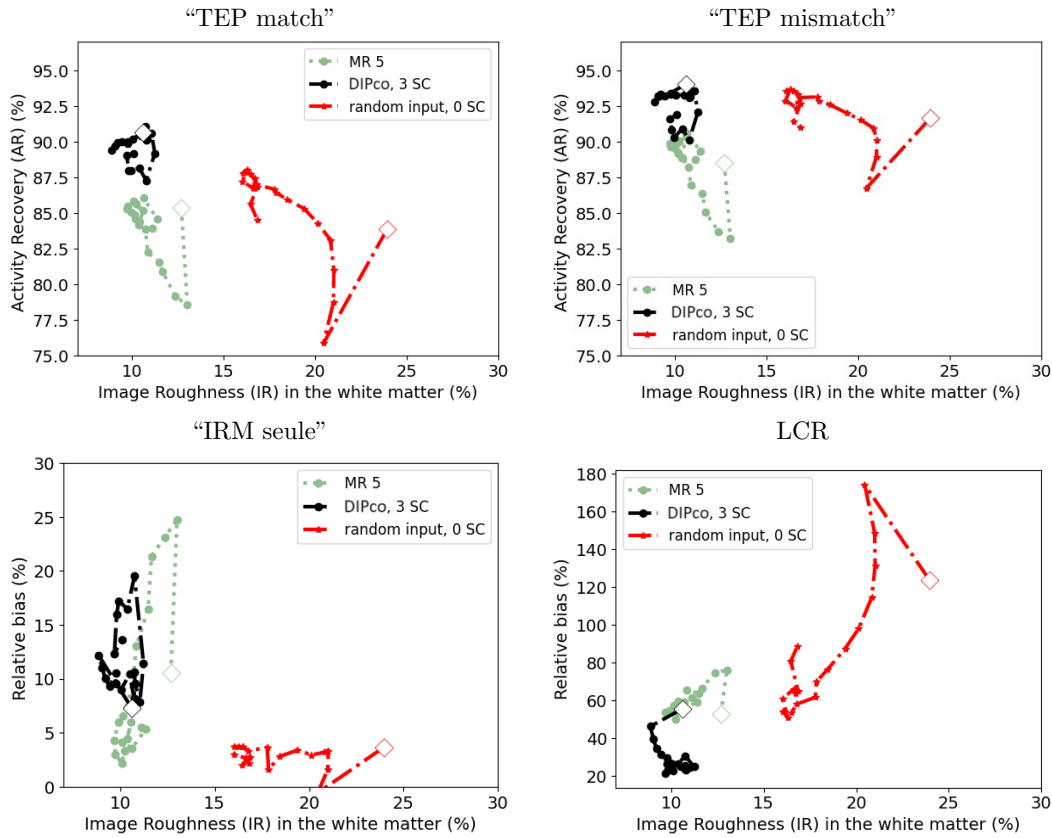 “TEP match”
95.0
92.5
90.0
87.5
85.0
82.5
80.0
77.5
75.0
Activity Recovery (AR) (%)
MR 5
DIPco, 3 SC
random input, 0 SC
10
15
20
25
30
Image Roughness (IR) in the white matter (%)
“TEP mismatch”
95.0
92.5
90.0
87.5
85.0
82.5
80.0
77.5
75.0
Activity Recovery (AR) (%)
MR 5
DIPco, 3 SC
random input, 0 SC
10
15
20
25
30
Image Roughness (IR) in the white matter (%)
“IRM seule”
30
25
20
15
10
5
0
Relative bias (%)
MR 5
DIPco, 3 SC
random input, 0 SC
10
15
20
25
30
Image Roughness (IR) in the white matter (%)
LCR
180
160
140
120
100
80
60
40
20
Relative bias (%)
MR 5
DIPco, 3 SC
random input, 0 SC
10
15
20
25
30
Image Roughness (IR) in the white matter (%)